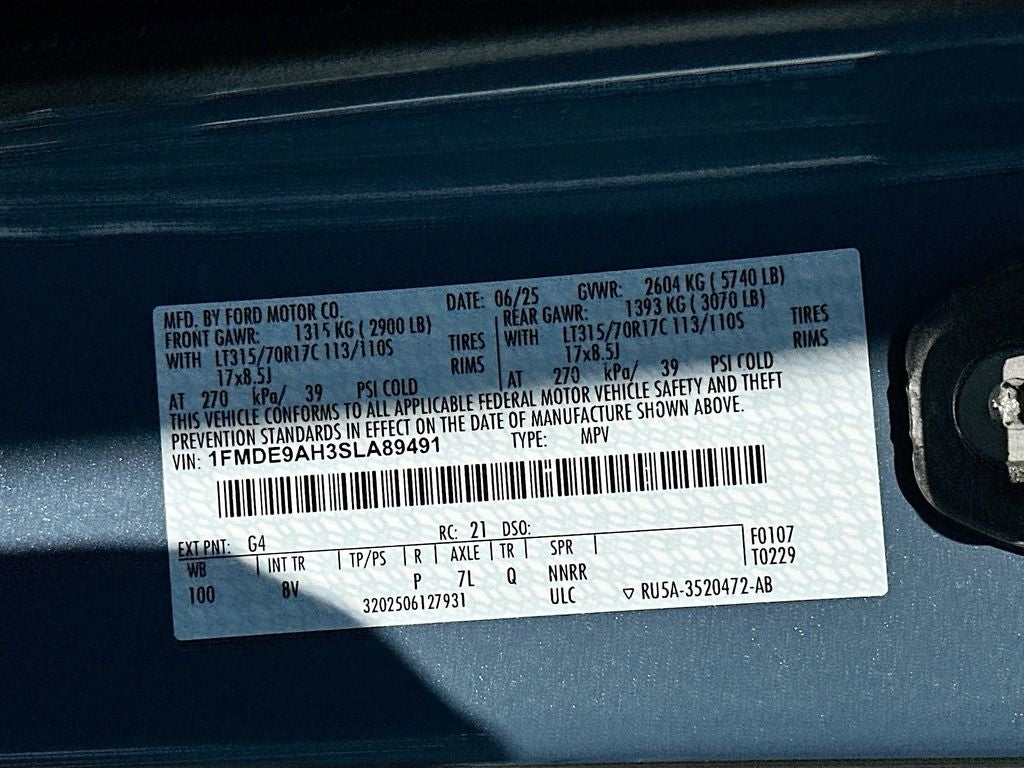 MFD. BY FORD MOTOR CO. DATE: 06/25 GVWR: 2604 KG ( 5740 LB)
FRONT GAWR: 1315 KG ( 2900 LB) REAR GAWR: 1393 KG ( 3070 LB)
WITH LT315/70R17C 113/110S TIRES WITH LT315/70R17C 113/110S TIRES
17x8.5J RIMS 17x8.5J RIMS
AT 270 kPa/ 39 PSI COLD AT 270 kPa/ 39 PSI COLD
THIS VEHICLE CONFORMS TO ALL APPLICABLE FEDERAL MOTOR VEHICLE SAFETY AND THEFT
PREVENTION STANDARDS IN EFFECT ON THE DATE OF MANUFACTURE SHOWN ABOVE.
VIN: 1FMDE9AH3SLA89491 TYPE: MPV
EXT PNT: G4 RC: 21 DSO: F0107
WB INT TR TP/PS R AXLE TR SPR T0229
100 8V P 7L Q NNRR
3202506127931 ULC ▽ RU5A-3520472-AB